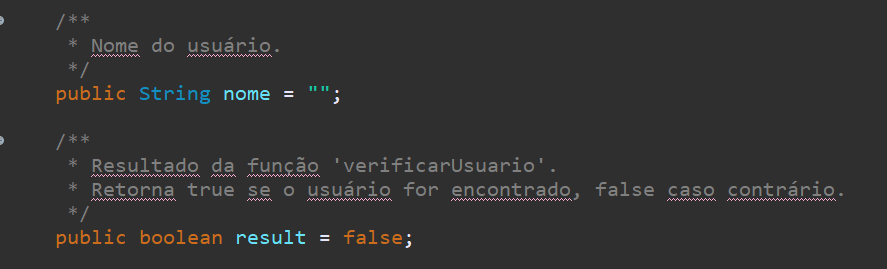 /**
* Nome do usuário.
*/
public String nome = "";
/**
* Resultado da função 'verificarUsuario'.
* Retorna true se o usuário for encontrado, false caso contrário.
*/
public boolean result = false;